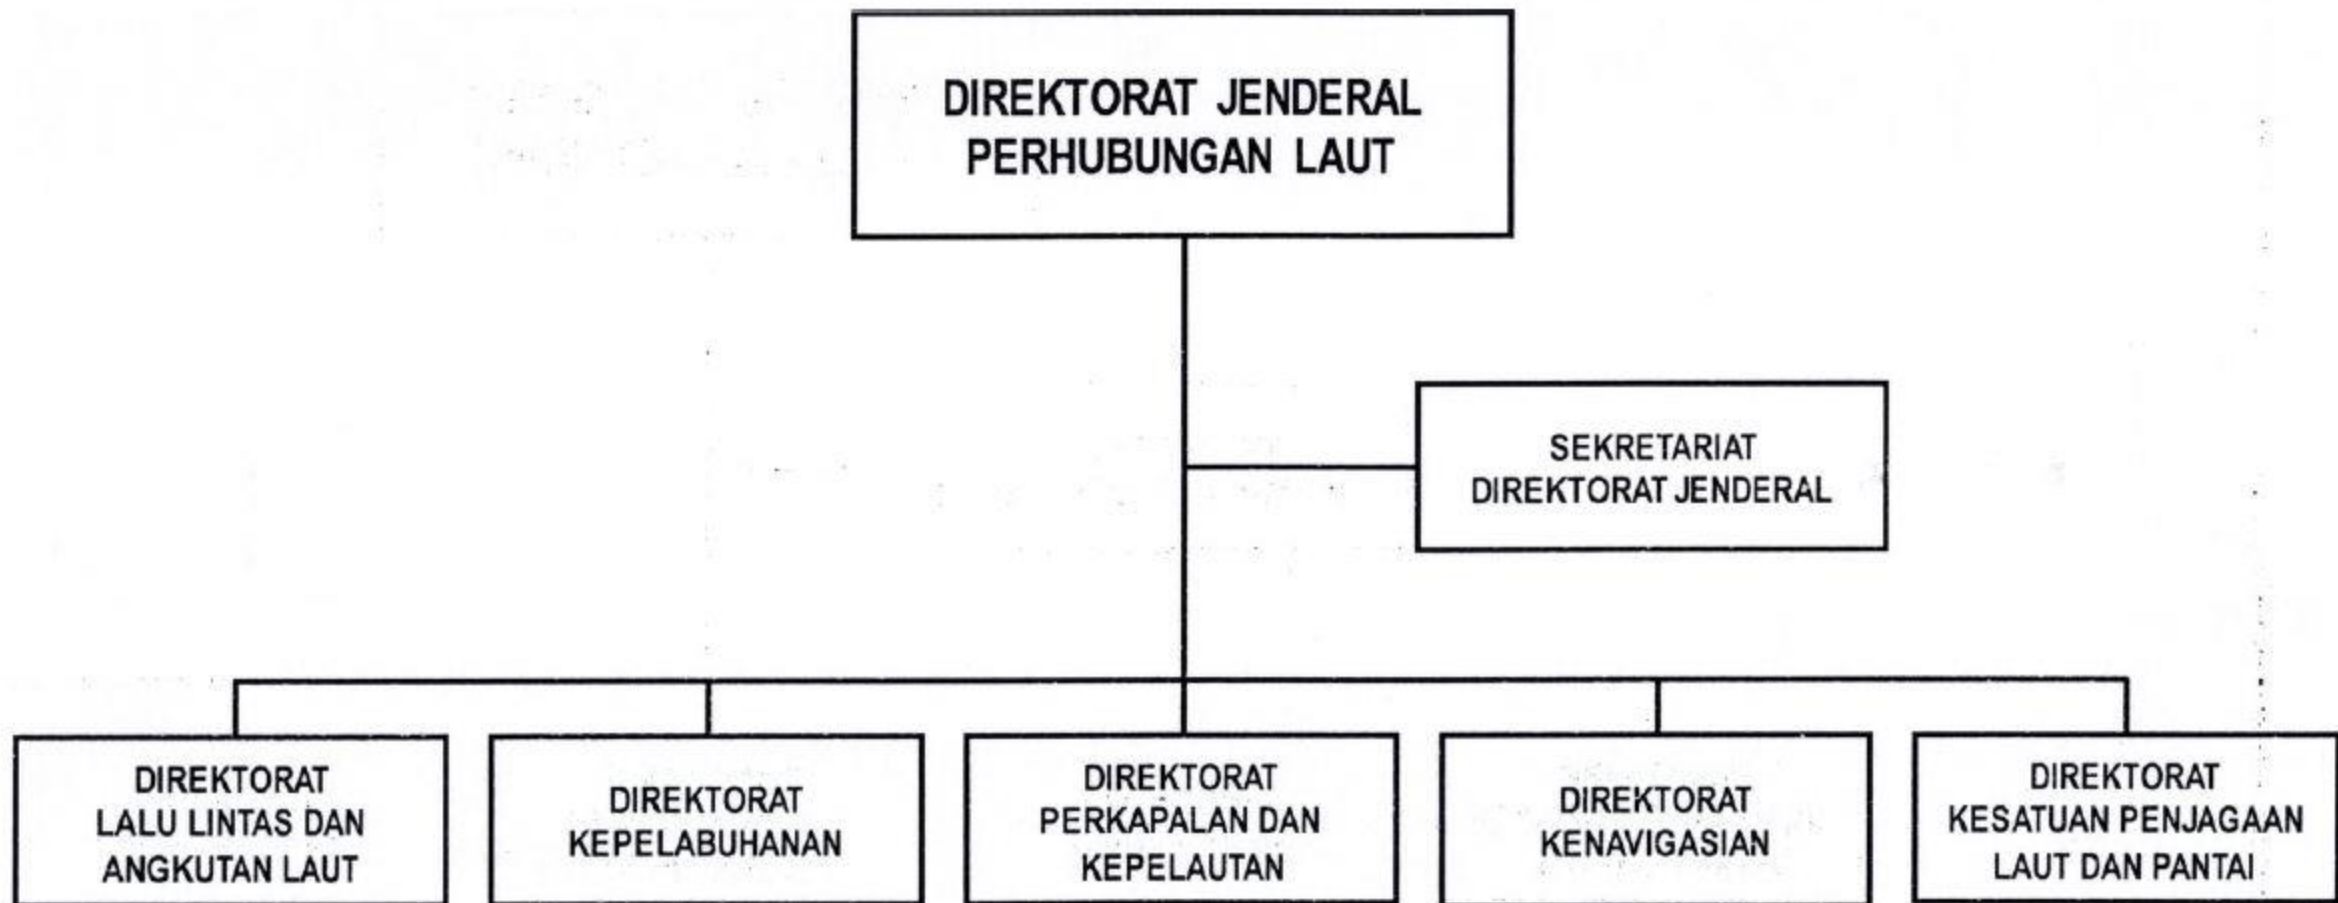 DIREKTORAT JENDERAL
PERHUBUNGAN LAUT
SEKRETARIAT
DIREKTORAT JENDERAL
DIREKTORAT
LALU LINTAS DAN
ANGKUTAN LAUT
DIREKTORAT
KEPELABUHANAN
DIREKTORAT
PERKAPALAN DAN
KEPELAUTAN
DIREKTORAT
KENAVIGASIAN
DIREKTORAT
KESATUAN PENJAGAAN
LAUT DAN PANTAI